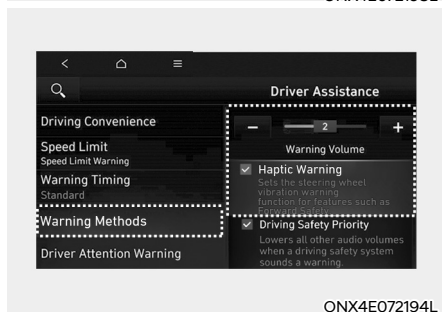 Driver Assistance
Driving Convenience
Speed Limit
Speed Limit Warning
Warning Timing
Standard
Warning Methods
Driver Attention Warning
− 2 +
Warning Volume
Haptic Warning
Sets the steering wheel
vibration warning
function for features such as
Forward Safety.
Driving Safety Priority
Lowers all other audio volumes
when a driving safety system
sounds a warning.
ONX4E072194L